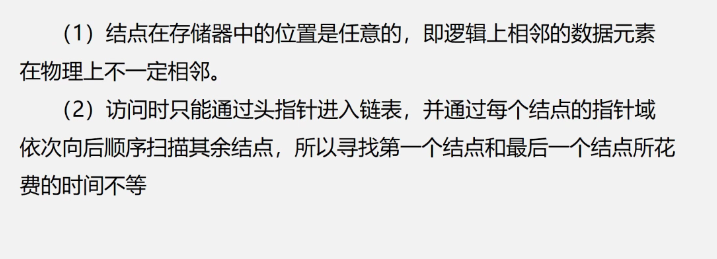 （1）结点在存储器中的位置是任意的，即逻辑上相邻的数据元素
在物理上不一定相邻。
（2）访问时只能通过头指针进入链表，并通过每个结点的指针域
依次向后顺序扫描其余结点，所以寻找第一个结点和最后一个结点所花
费的时间不等